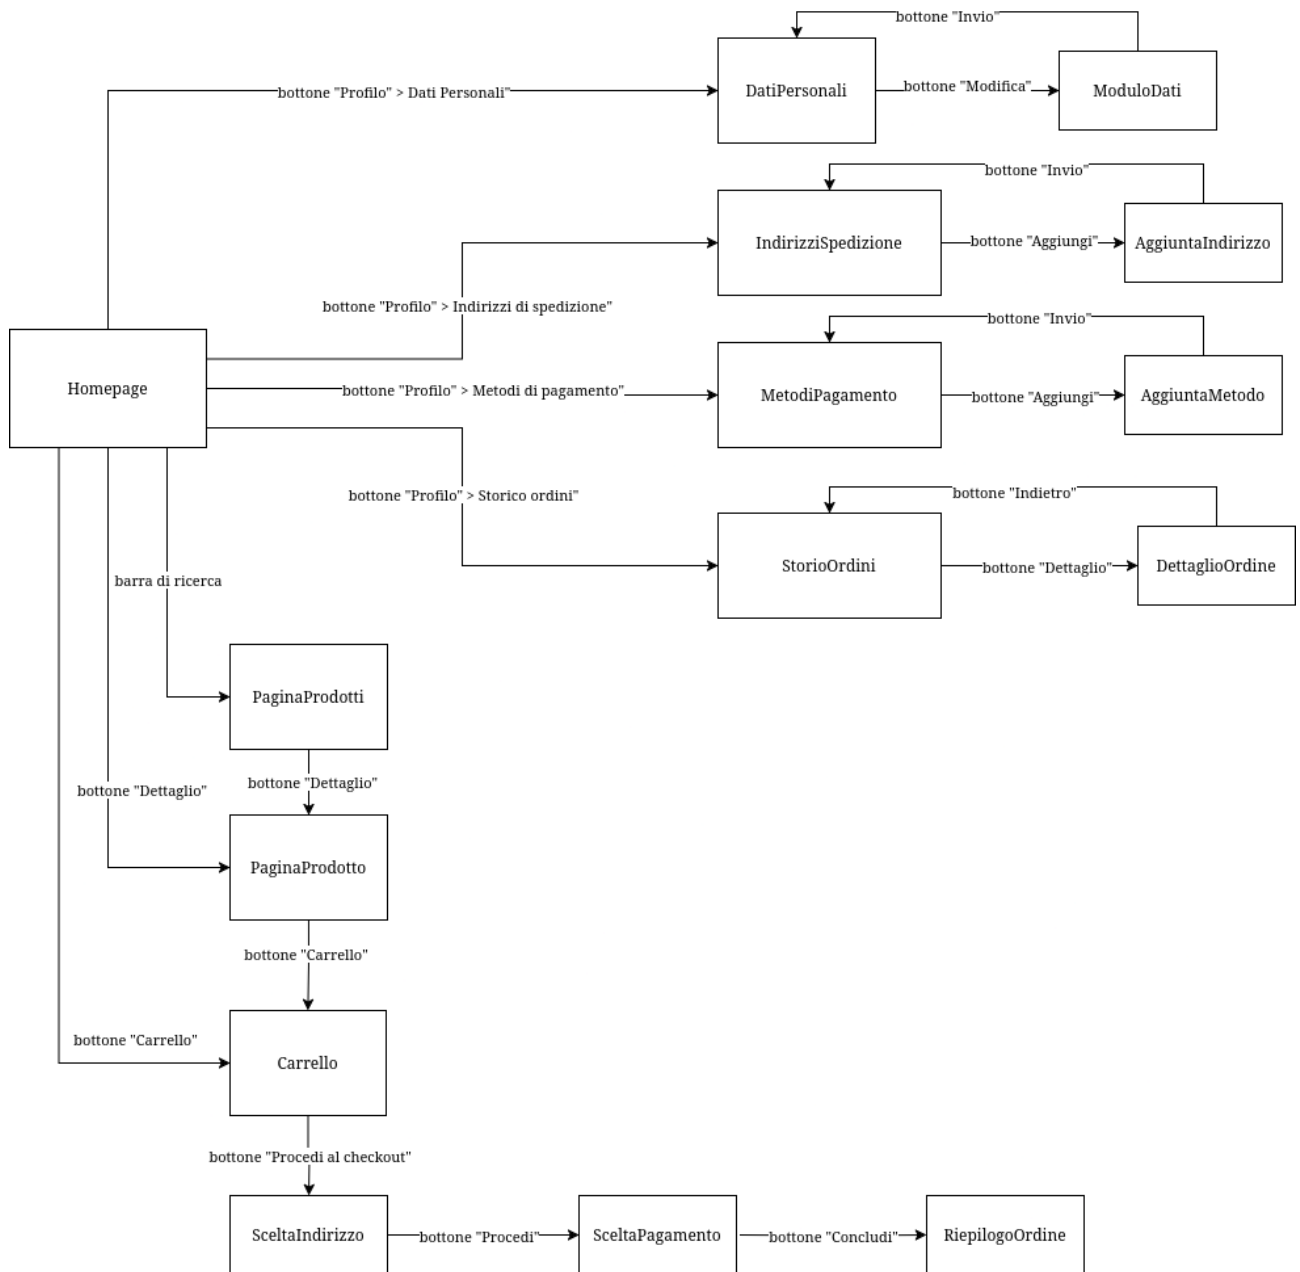 bottone "Invio"
DatiPersonali
bottone "Modifica"
ModuloDati
bottone "Profilo" > Dati Personali"
bottone "Invio"
IndirizziSpedizione
bottone "Aggiungi"
AggiuntaIndirizzo
bottone "Profilo" > Indirizzi di spedizione"
bottone "Invio"
Homepage
bottone "Profilo" > Metodi di pagamento"
MetodiPagamento
bottone "Aggiungi"
AggiuntaMetodo
bottone "Profilo" > Storico ordini"
bottone "Indietro"
StorioOrdini
bottone "Dettaglio"
DettaglioOrdine
barra di ricerca
PaginaProdotti
bottone "Dettaglio"
bottone "Dettaglio"
PaginaProdotto
bottone "Carrello"
bottone "Carrello"
Carrello
bottone "Procedi al checkout"
SceltaIndirizzo
bottone "Procedi"
SceltaPagamento
bottone "Concludi"
RiepilogoOrdine